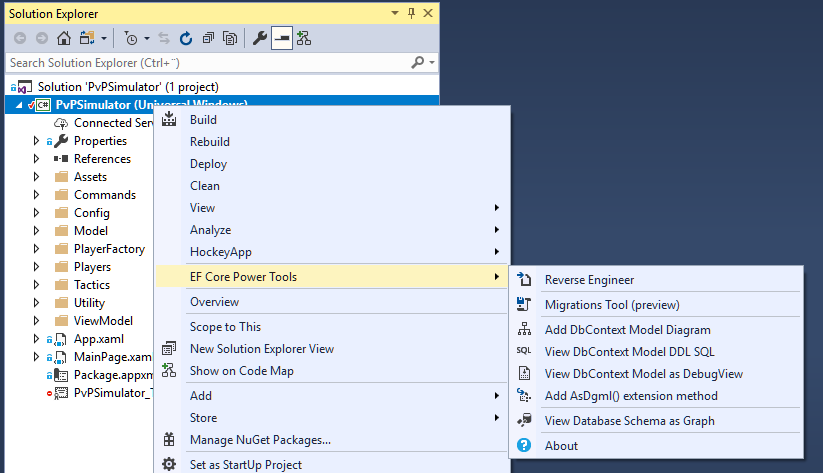 Solution Explorer
Search Solution Explorer (Ctrl+¨)
Solution 'PvPSimulator' (1 project)
C# PvPSimulator (Universal Windows)
Connected Serv
Properties
References
Assets
Commands
Config
Model
PlayerFactory
Players
Tactics
Utility
ViewModel
App.xaml
MainPage.xaml
Package.appxm
PvPSimulator_T
Build
Rebuild
Deploy
Clean
View
Analyze
HockeyApp
EF Core Power Tools
Overview
Scope to This
New Solution Explorer View
Show on Code Map
Add
Store
Manage NuGet Packages...
Set as StartUp Project
Reverse Engineer
Migrations Tool (preview)
Add DbContext Model Diagram
SQL View DbContext Model DDL SQL
View DbContext Model as DebugView
Add AsDgml() extension method
View Database Schema as Graph
? About